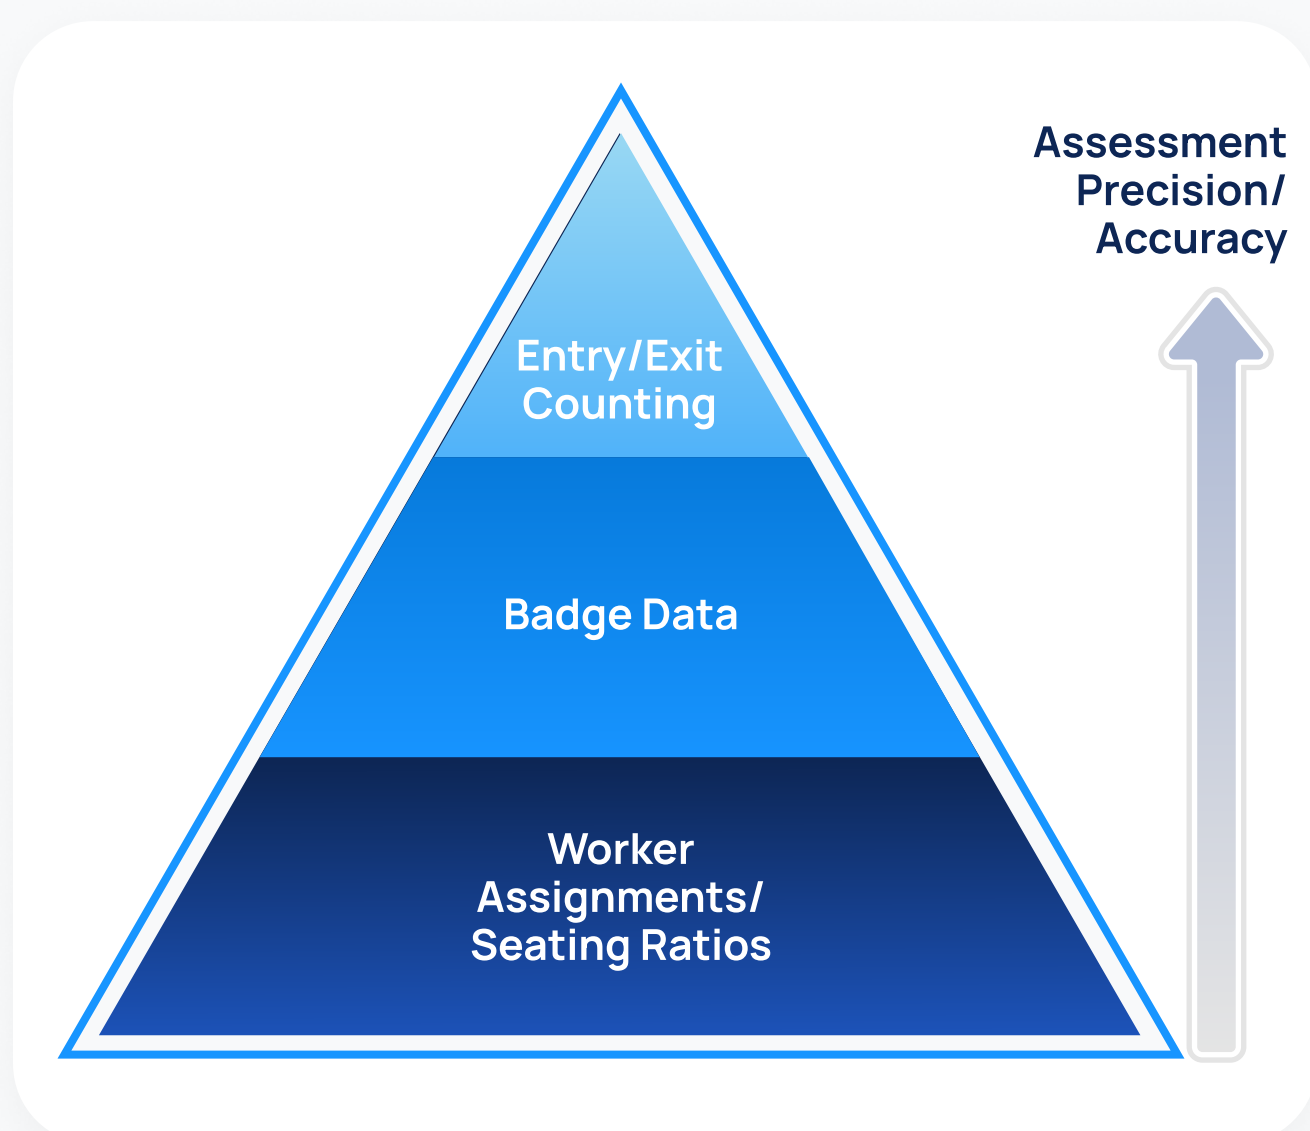 Assessment
Precision/
Accuracy
Entry/Exit
Counting
Badge Data
Worker
Assignments/
Seating Ratios